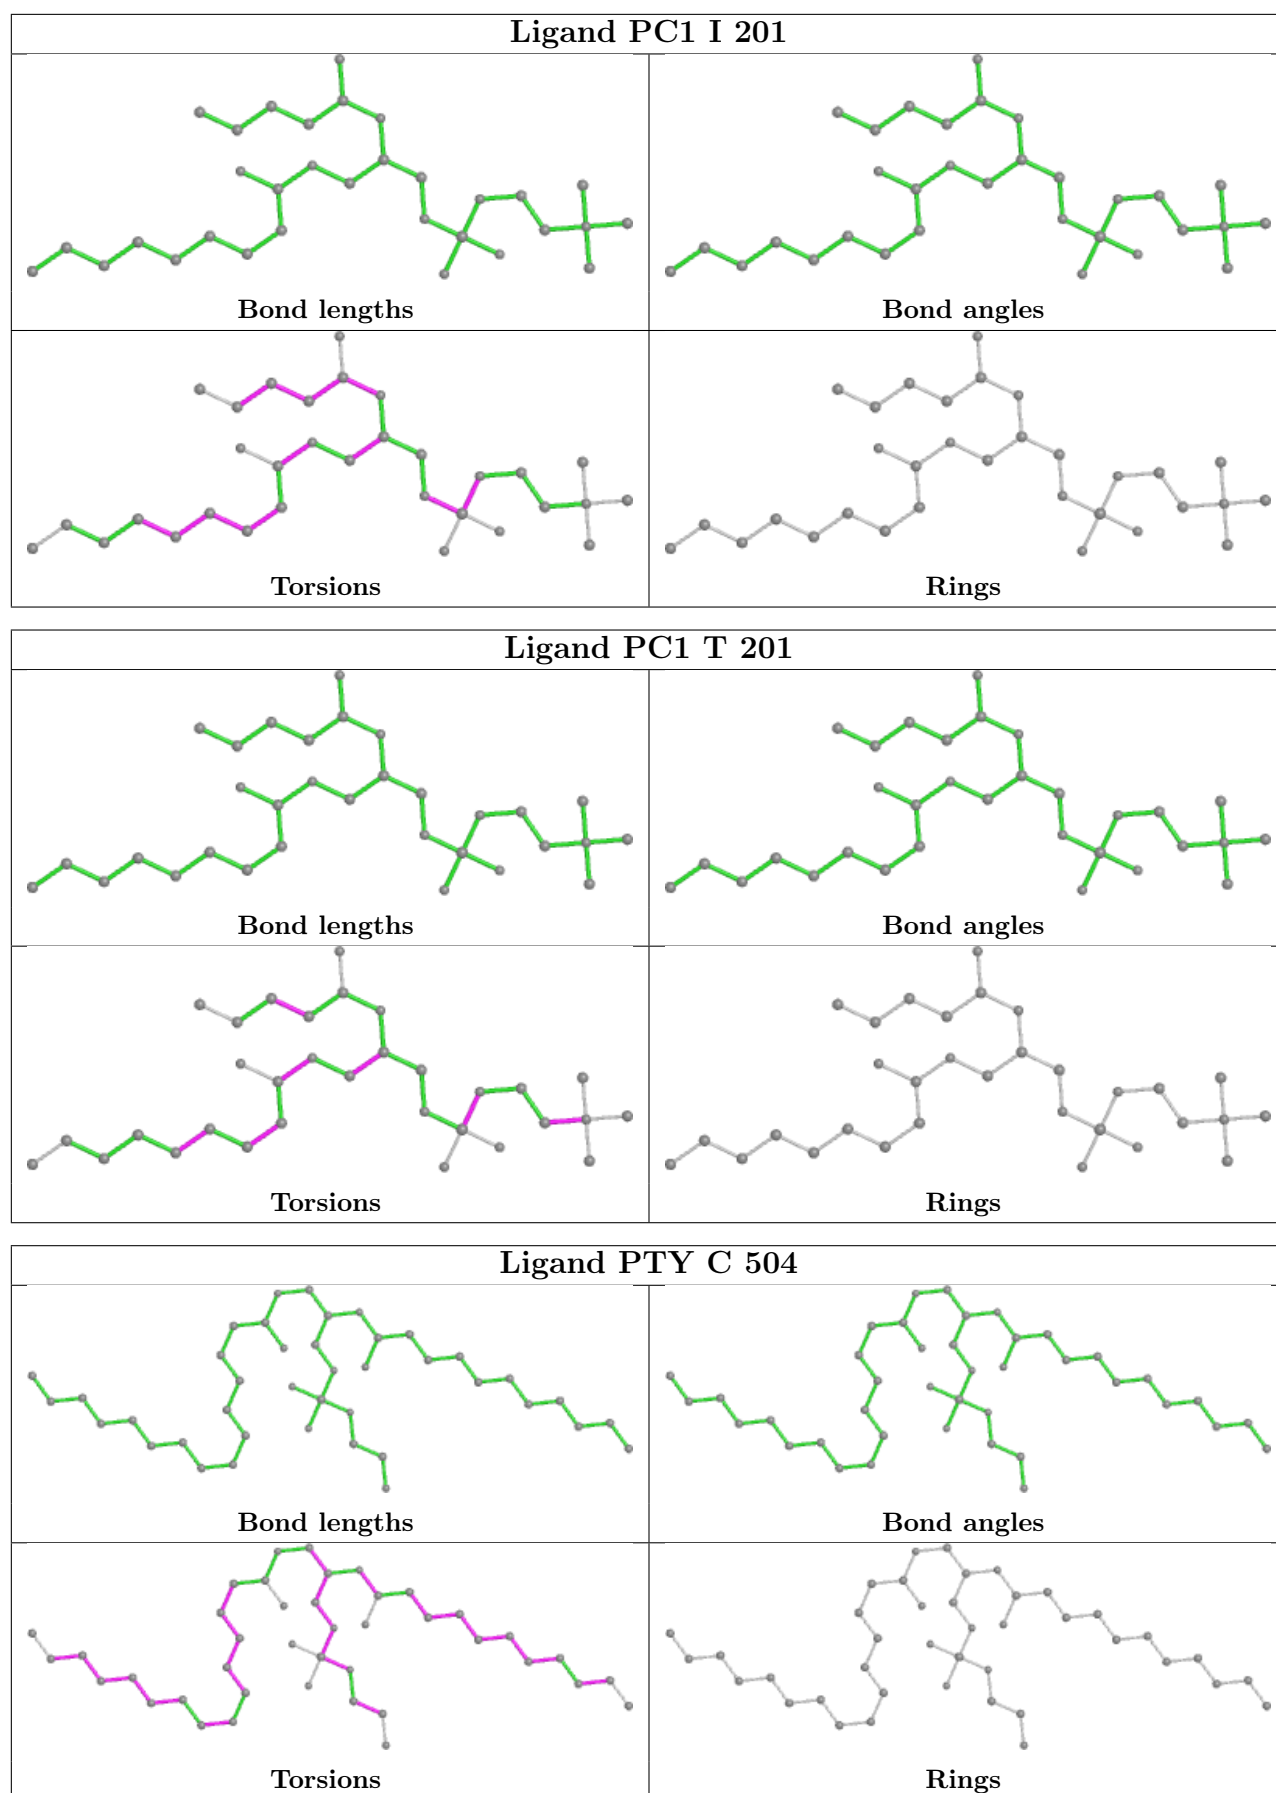 Ligand PC1 I 201
Bond lengths
Bond angles
Torsions
Rings
Ligand PC1 T 201
Bond lengths
Bond angles
Torsions
Rings
Ligand PTY C 504
Bond lengths
Bond angles
Torsions
Rings